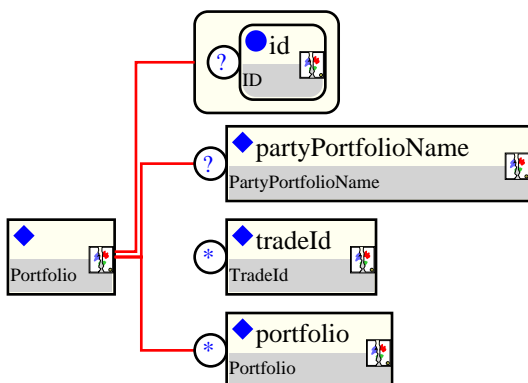 ? id
ID
? partyPortfolioName
PartyPortfolioName
Portfolio
* tradeId
TradeId
* portfolio
Portfolio